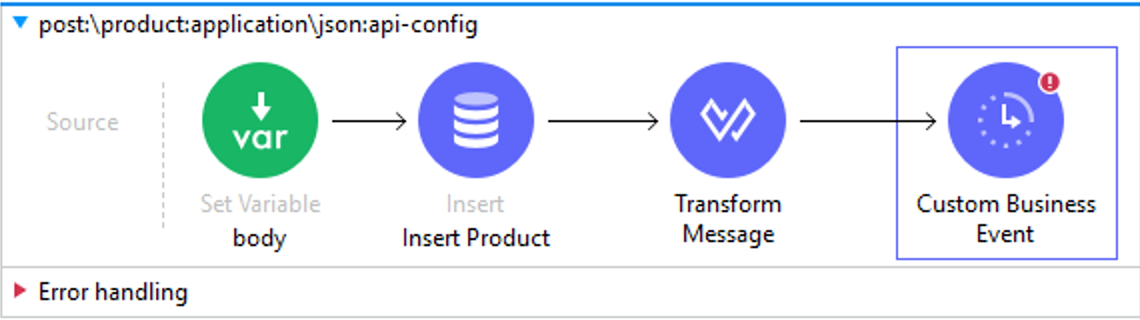 post:\product:application\json:api-config
Source
var
Set Variable
body
Insert
Insert Product
Transform
Message
Custom Business
Event
Error handling